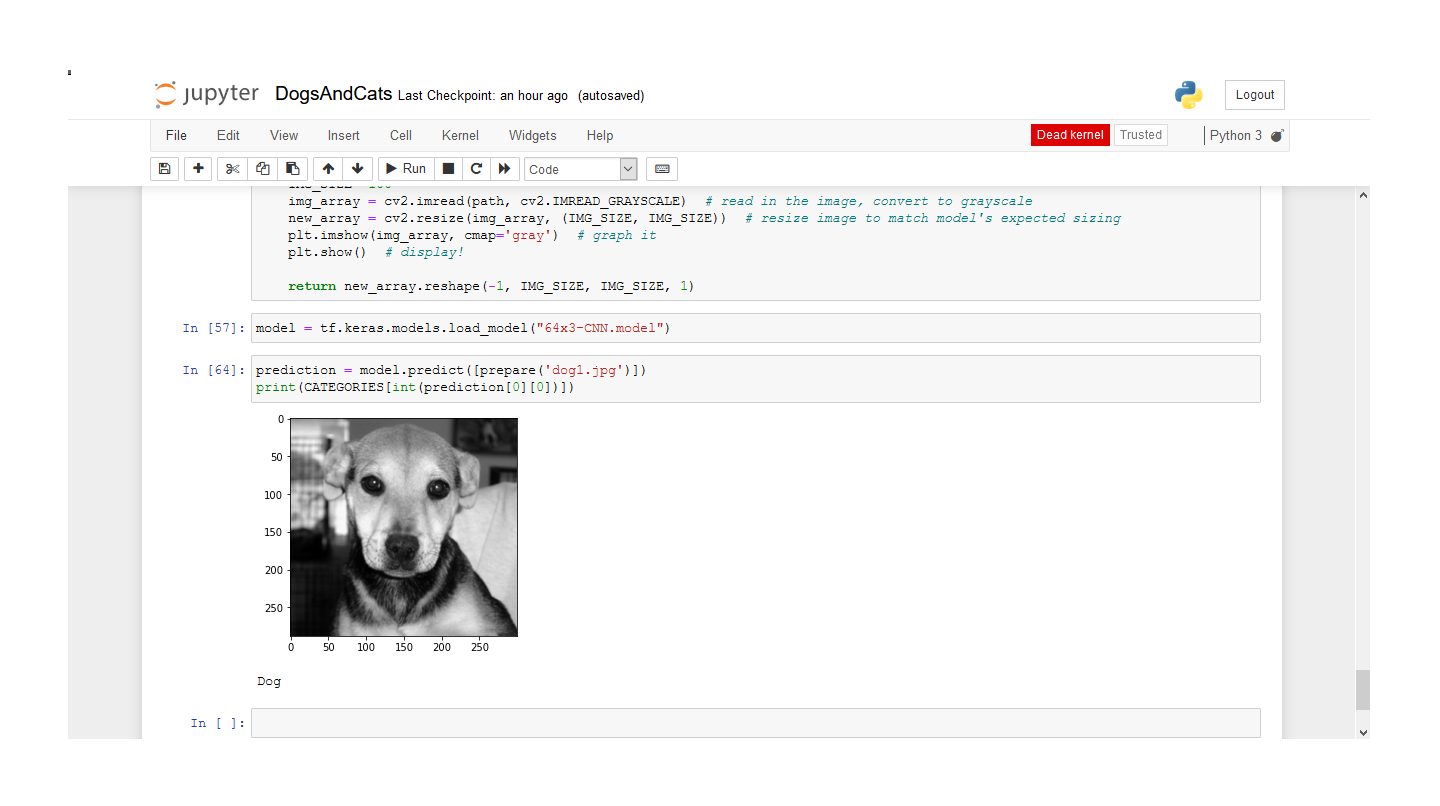 jupyter DogsAndCats Last Checkpoint: an hour ago (autosaved) Logout
File Edit View Insert Cell Kernel Widgets Help Dead kernel Trusted Python 3
Run Code
img_array = cv2.imread(path, cv2.IMREAD_GRAYSCALE)  # read in the image, convert to grayscale
new_array = cv2.resize(img_array, (IMG_SIZE, IMG_SIZE))  # resize image to match model's expected sizing
plt.imshow(img_array, cmap='gray')  # graph it
plt.show()  # display!
return new_array.reshape(-1, IMG_SIZE, IMG_SIZE, 1)
In [57]: model = tf.keras.models.load_model("64x3-CNN.model")
In [64]: prediction = model.predict([prepare('dog1.jpg')])
print(CATEGORIES[int(prediction[0][0])])
0
50
100
150
200
250
0 50 100 150 200 250
Dog
In [ ]: